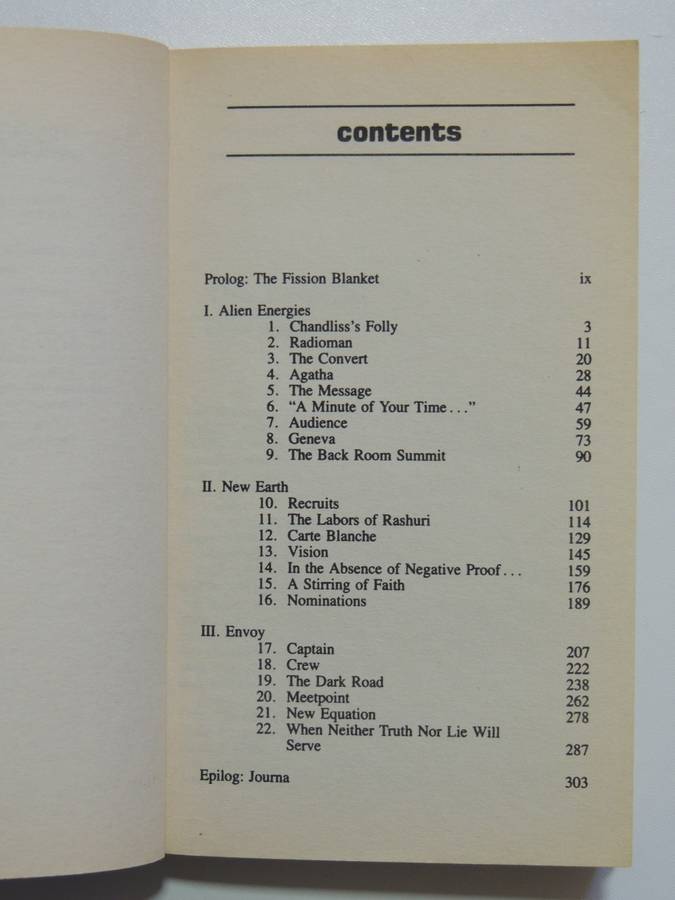 contents
Prolog: The Fission Blanket ix
I. Alien Energies
1. Chandliss's Folly 3
2. Radioman 11
3. The Convert 20
4. Agatha 28
5. The Message 44
6. “A Minute of Your Time...” 47
7. Audience 59
8. Geneva 73
9. The Back Room Summit 90
II. New Earth
10. Recruits 101
11. The Labors of Rashuri 114
12. Carte Blanche 129
13. Vision 145
14. In the Absence of Negative Proof... 159
15. A Stirring of Faith 176
16. Nominations 189
III. Envoy
17. Captain 207
18. Crew 222
19. The Dark Road 238
20. Meetpoint 262
21. New Equation 278
22. When Neither Truth Nor Lie Will
Serve 287
Epilog: Journa 303